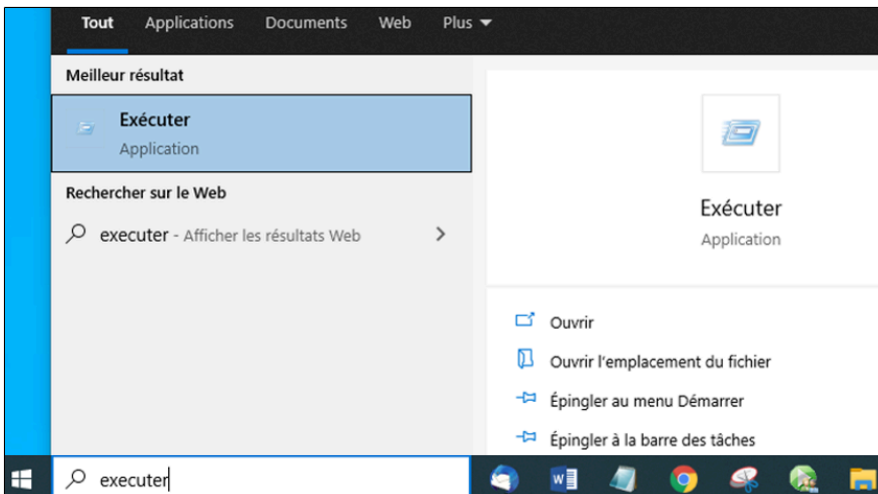 Tout Applications Documents Web Plus
Meilleur résultat
Exécuter
Application
Rechercher sur le Web
executer - Afficher les résultats Web
Exécuter
Application
Ouvrir
Ouvrir l'emplacement du fichier
Épingler au menu Démarrer
Épingler à la barre des tâches
executer